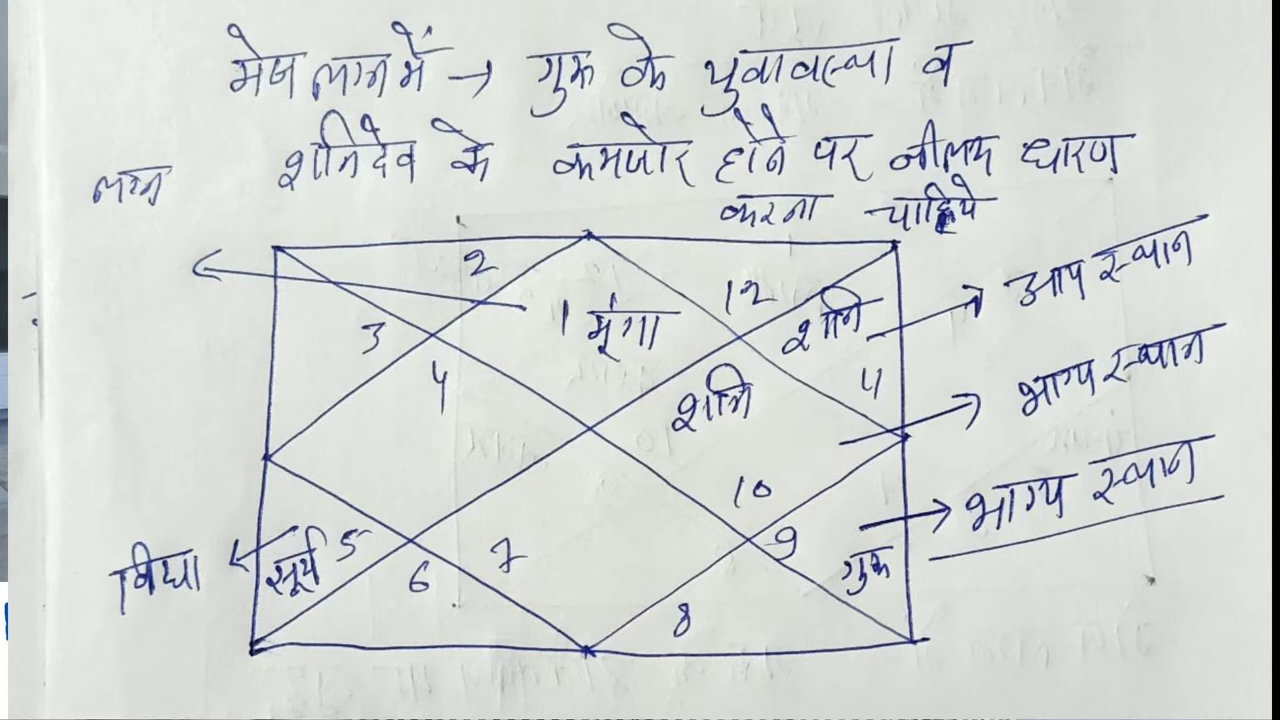 मेष लग्न में → गुरू के युवावस्था व
शनिदेव के कमजोर होने पर नीलम धारण
करना चाहिये
लग्न
2
1 मूंगा
12
शनि
आय स्थान
3
4
शनि
11
भाग्य स्थान
10
भाग्य स्थान
विद्या
सूर्य 5
6
7
8
9
गुरू